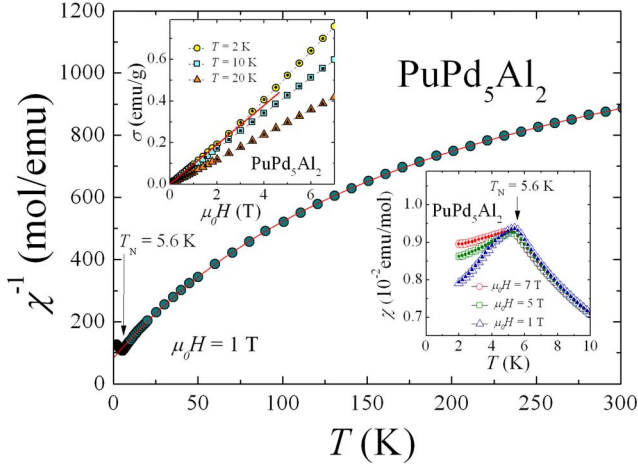 PuPd5Al2
χ-1 (mol/emu)
1200
1000
800
600
400
200
0
0 50 100 150 200 250 300
T (K)
TN = 5.6 K
μ0H = 1 T
σ (emu/g)
0.8
0.6
0.4
0.2
0.0
0 2 4 6
μ0H (T)
T = 2 K
T = 10 K
T = 20 K
PuPd5Al2
TN = 5.6 K
PuPd5Al2
χ (10-2emu/mol)
1.0
0.9
0.8
0.7
0 2 4 6 8 10
T (K)
μ0H = 7 T
μ0H = 5 T
μ0H = 1 T